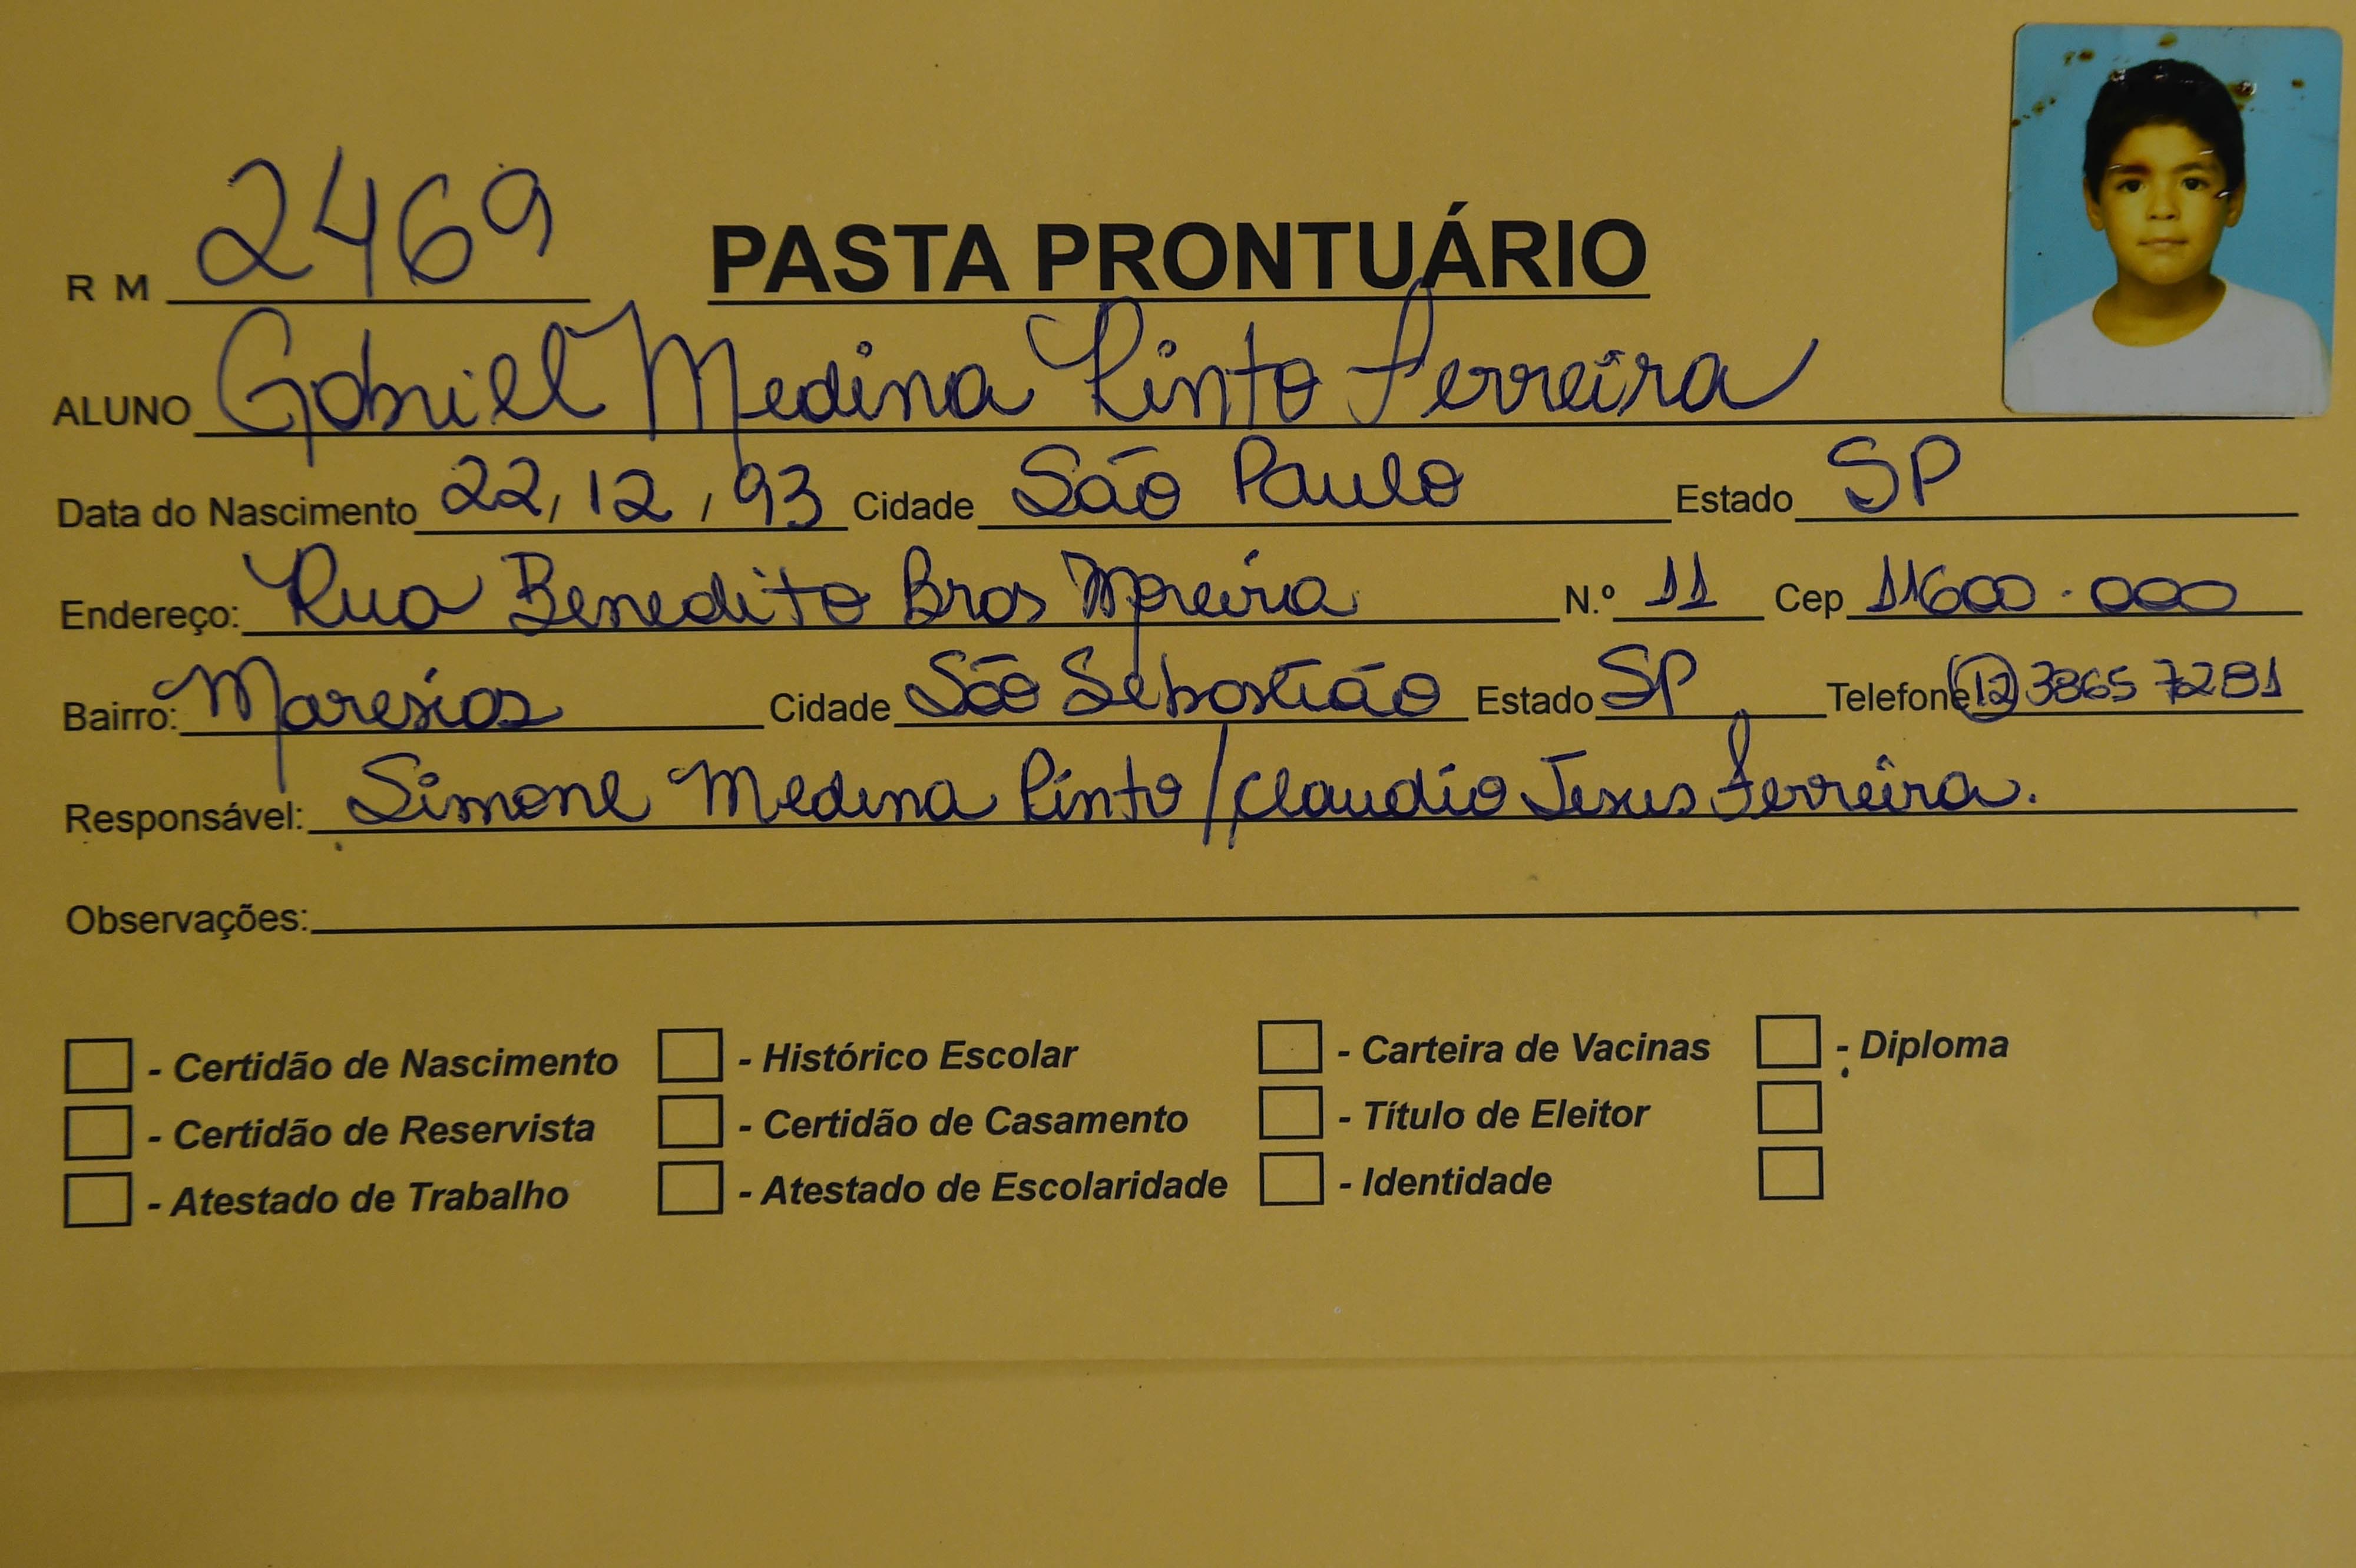 RM 2469 PASTA PRONTUÁRIO
ALUNO Gabriel Medina Pinto Ferreira
Data do Nascimento 22/12/93 Cidade São Paulo Estado SP
Endereço: Rua Benedito Bros Moreira N.º 11 Cep 11600-000
Bairro: Maresias Cidade São Sebastião Estado SP Telefone (12) 3865 7281
Responsável: Simone Medina Pinto / Claudio Jesus Ferreira.
Observações:
- Certidão de Nascimento - Histórico Escolar - Carteira de Vacinas - Diploma
- Certidão de Reservista - Certidão de Casamento - Título de Eleitor
- Atestado de Trabalho - Atestado de Escolaridade - Identidade